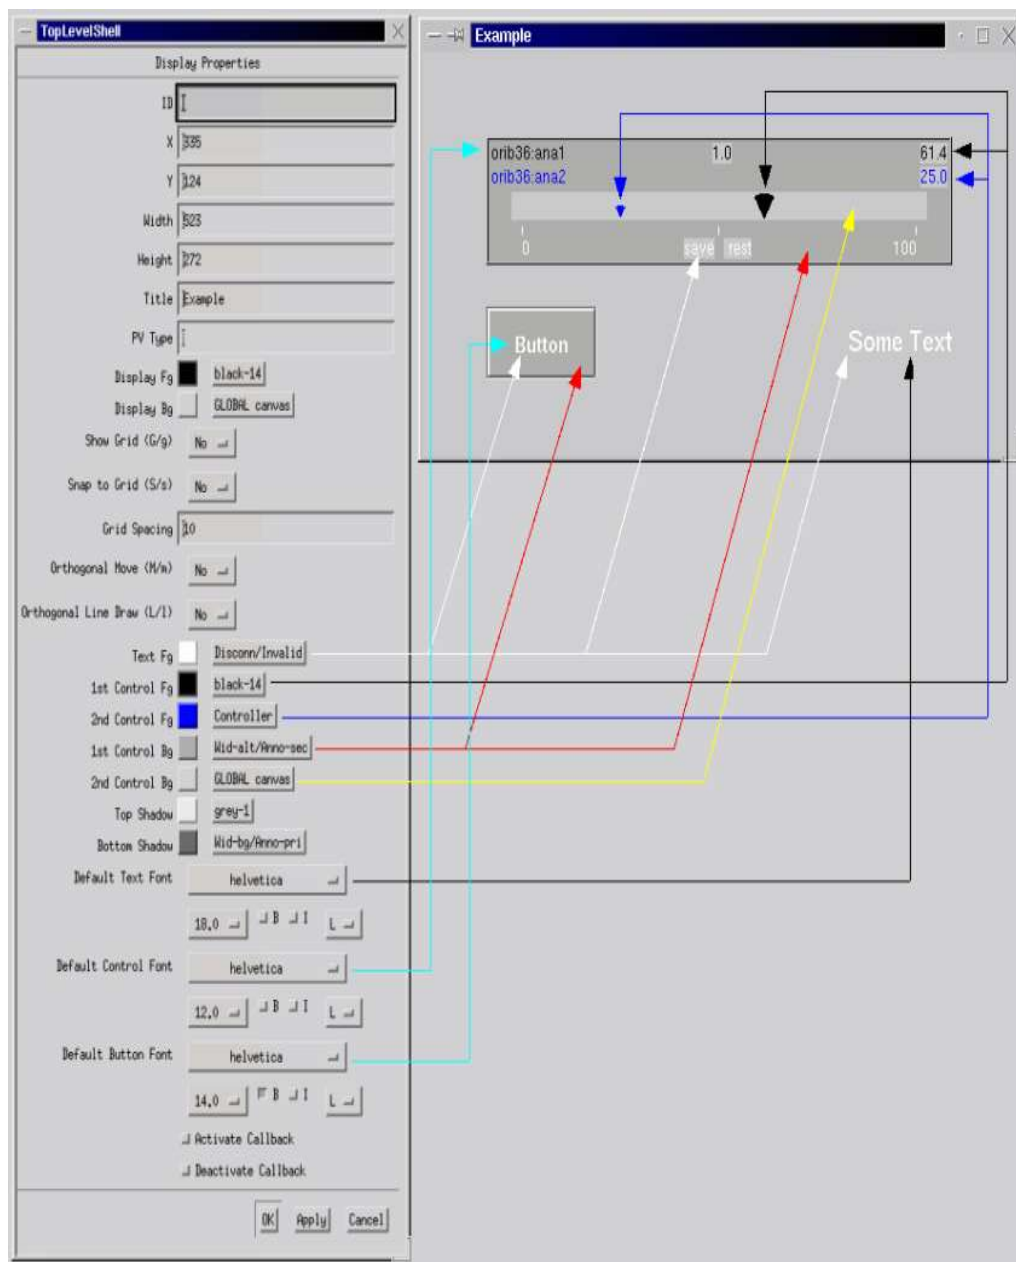 TopLevelShell
Display Properties
ID
X 335
Y 124
Width 523
Height 272
Title Example
PV Type
Display Fg black-14
Display Bg GLOBAL canvas
Show Grid (G/g) No
Snap to Grid (S/s) No
Grid Spacing 10
Orthogonal Move (M/m) No
Orthogonal Line Draw (L/l) No
Text Fg Disconn/Invalid
1st Control Fg black-14
2nd Control Fg Controller
1st Control Bg Wid-alt/Anno-sec
2nd Control Bg GLOBAL canvas
Top Shadow grey-1
Bottom Shadow Wid-bg/Anno-pri
Default Text Font helvetica
18.0 B I L
Default Control Font helvetica
12.0 B I L
Default Button Font helvetica
14.0 B I L
Activate Callback
Deactivate Callback
OK Apply Cancel
Example
orib36:ana1 1.0 61.4
orib36:ana2 25.0
0 save rest 100
Button
Some Text